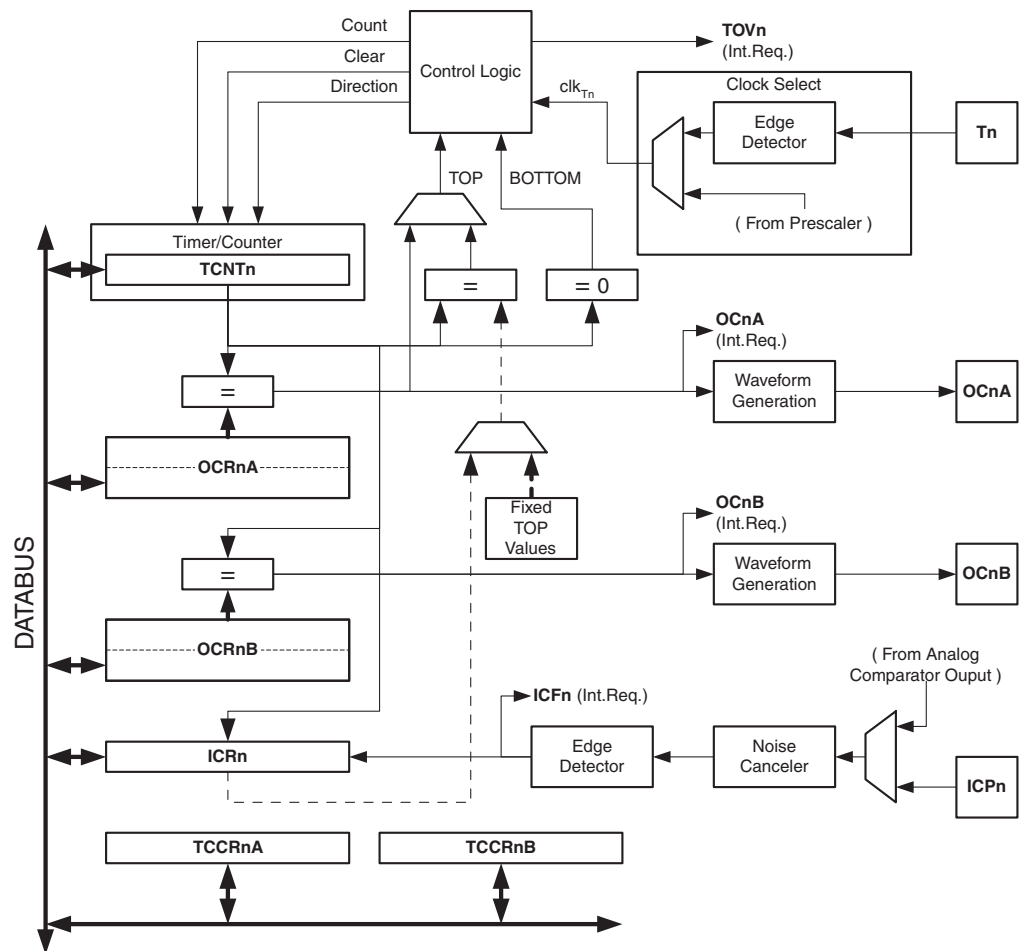 Count
TOVn
(Int.Req.)
Clear
Control Logic
Direction
clkTn
Clock Select
Edge
Detector
Tn
TOP
BOTTOM
( From Prescaler )
Timer/Counter
TCNTn
=
= 0
OCnA
(Int.Req.)
=
Waveform
Generation
OCnA
OCRnA
Fixed
TOP
Values
OCnB
(Int.Req.)
=
Waveform
Generation
OCnB
DATABUS
OCRnB
( From Analog
Comparator Ouput )
ICFn (Int.Req.)
ICRn
Edge
Detector
Noise
Canceler
ICPn
TCCRnA
TCCRnB